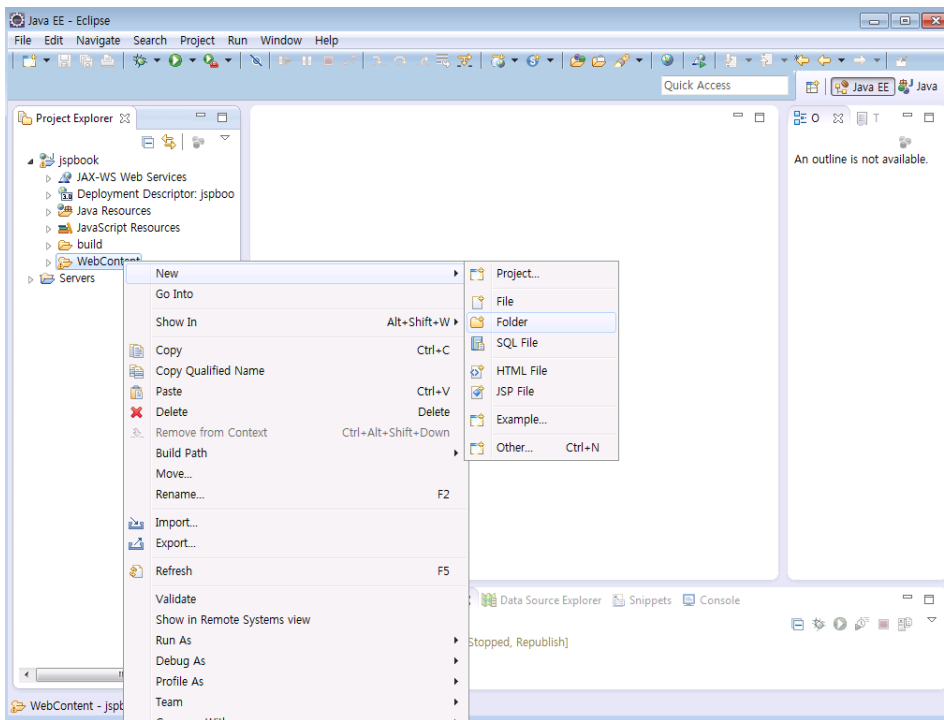 Java EE - Eclipse
File Edit Navigate Search Project Run Window Help
Quick Access
Java EE
Java
Project Explorer
O
T
An outline is not available.
jspbook
JAX-WS Web Services
Deployment Descriptor: jspboo
Java Resources
JavaScript Resources
build
WebContent
Servers
New
Go Into
Show In Alt+Shift+W
Copy Ctrl+C
Copy Qualified Name
Paste Ctrl+V
Delete Delete
Remove from Context Ctrl+Alt+Shift+Down
Build Path
Move...
Rename... F2
Import...
Export...
Refresh F5
Validate
Show in Remote Systems view
Run As
Debug As
Profile As
Team
Project...
File
Folder
SQL File
HTML File
JSP File
Example...
Other... Ctrl+N
Data Source Explorer Snippets Console
Stopped, Republish]
WebContent - jspb